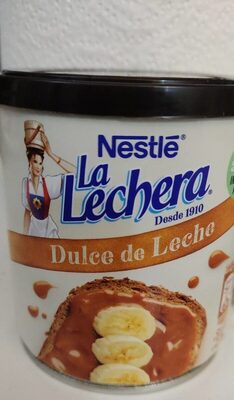 Nestlé®
La
Lechera®
Desde 1910
Dulce de Leche